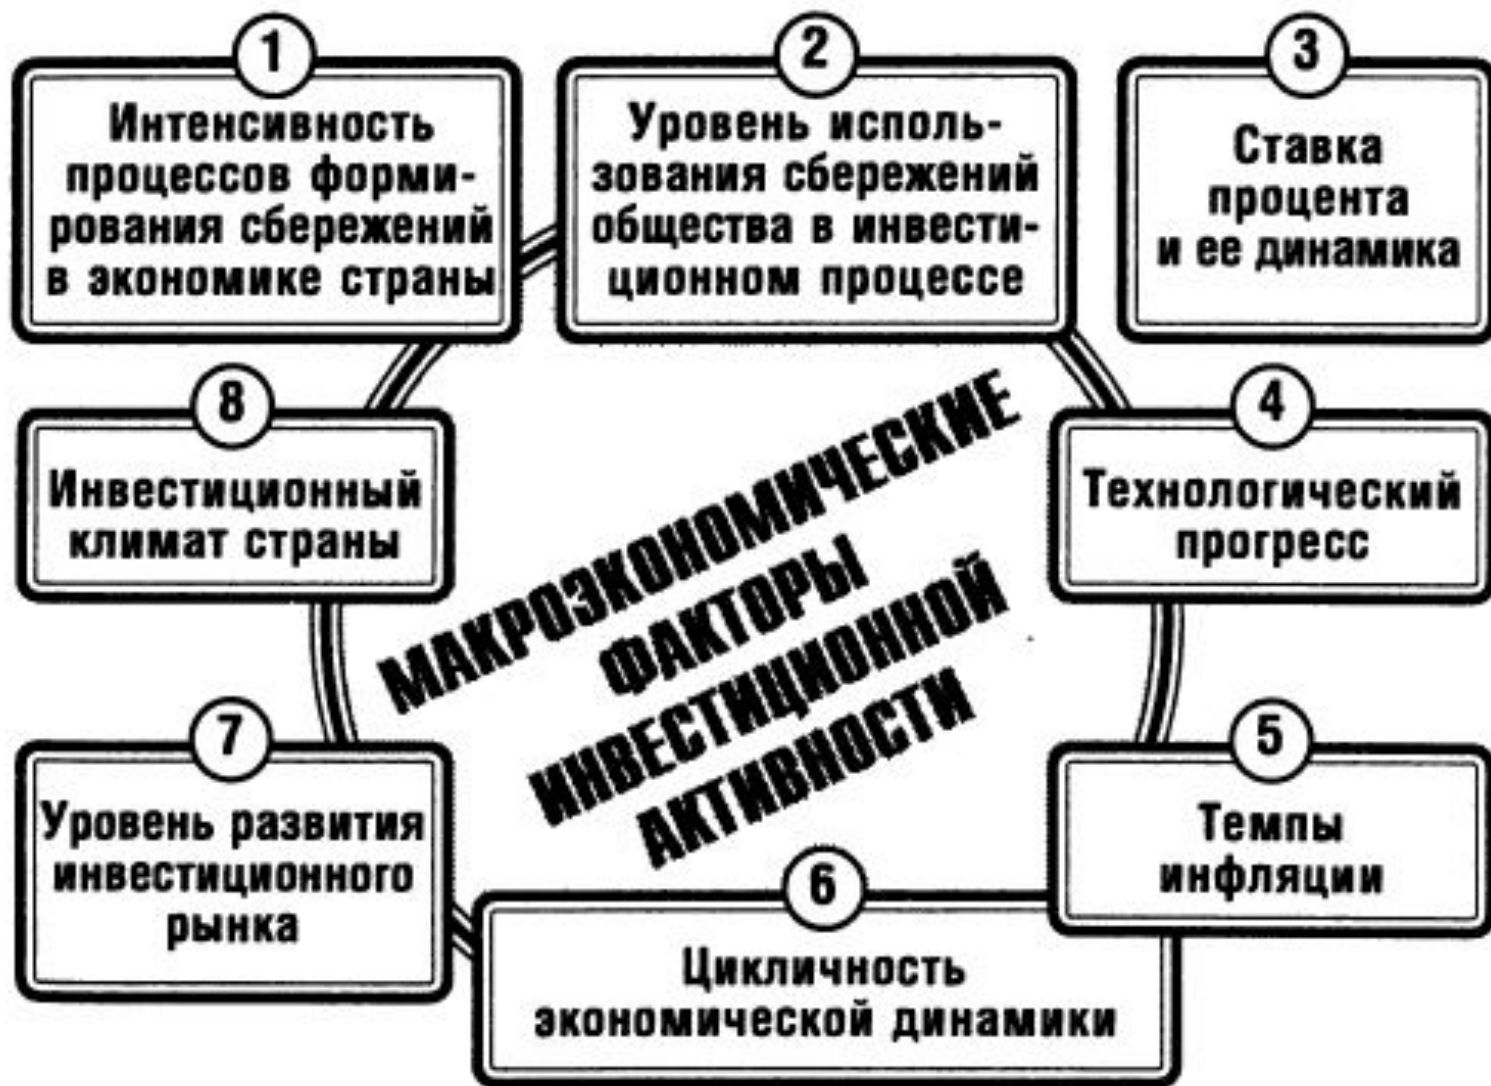 1
Интенсивность
процессов форми-
рования сбережений
в экономике страны
2
Уровень исполь-
зования сбережений
общества в инвести-
ционном процессе
3
Ставка
процента
и ее динамика
8
Инвестиционный
климат страны
4
Технологический
прогресс
МАКРОЭКОНОМИЧЕСКИЕ
ФАКТОРЫ
ИНВЕСТИЦИОННОЙ
АКТИВНОСТИ
7
Уровень развития
инвестиционного
рынка
5
Темпы
инфляции
6
Цикличность
экономической динамики